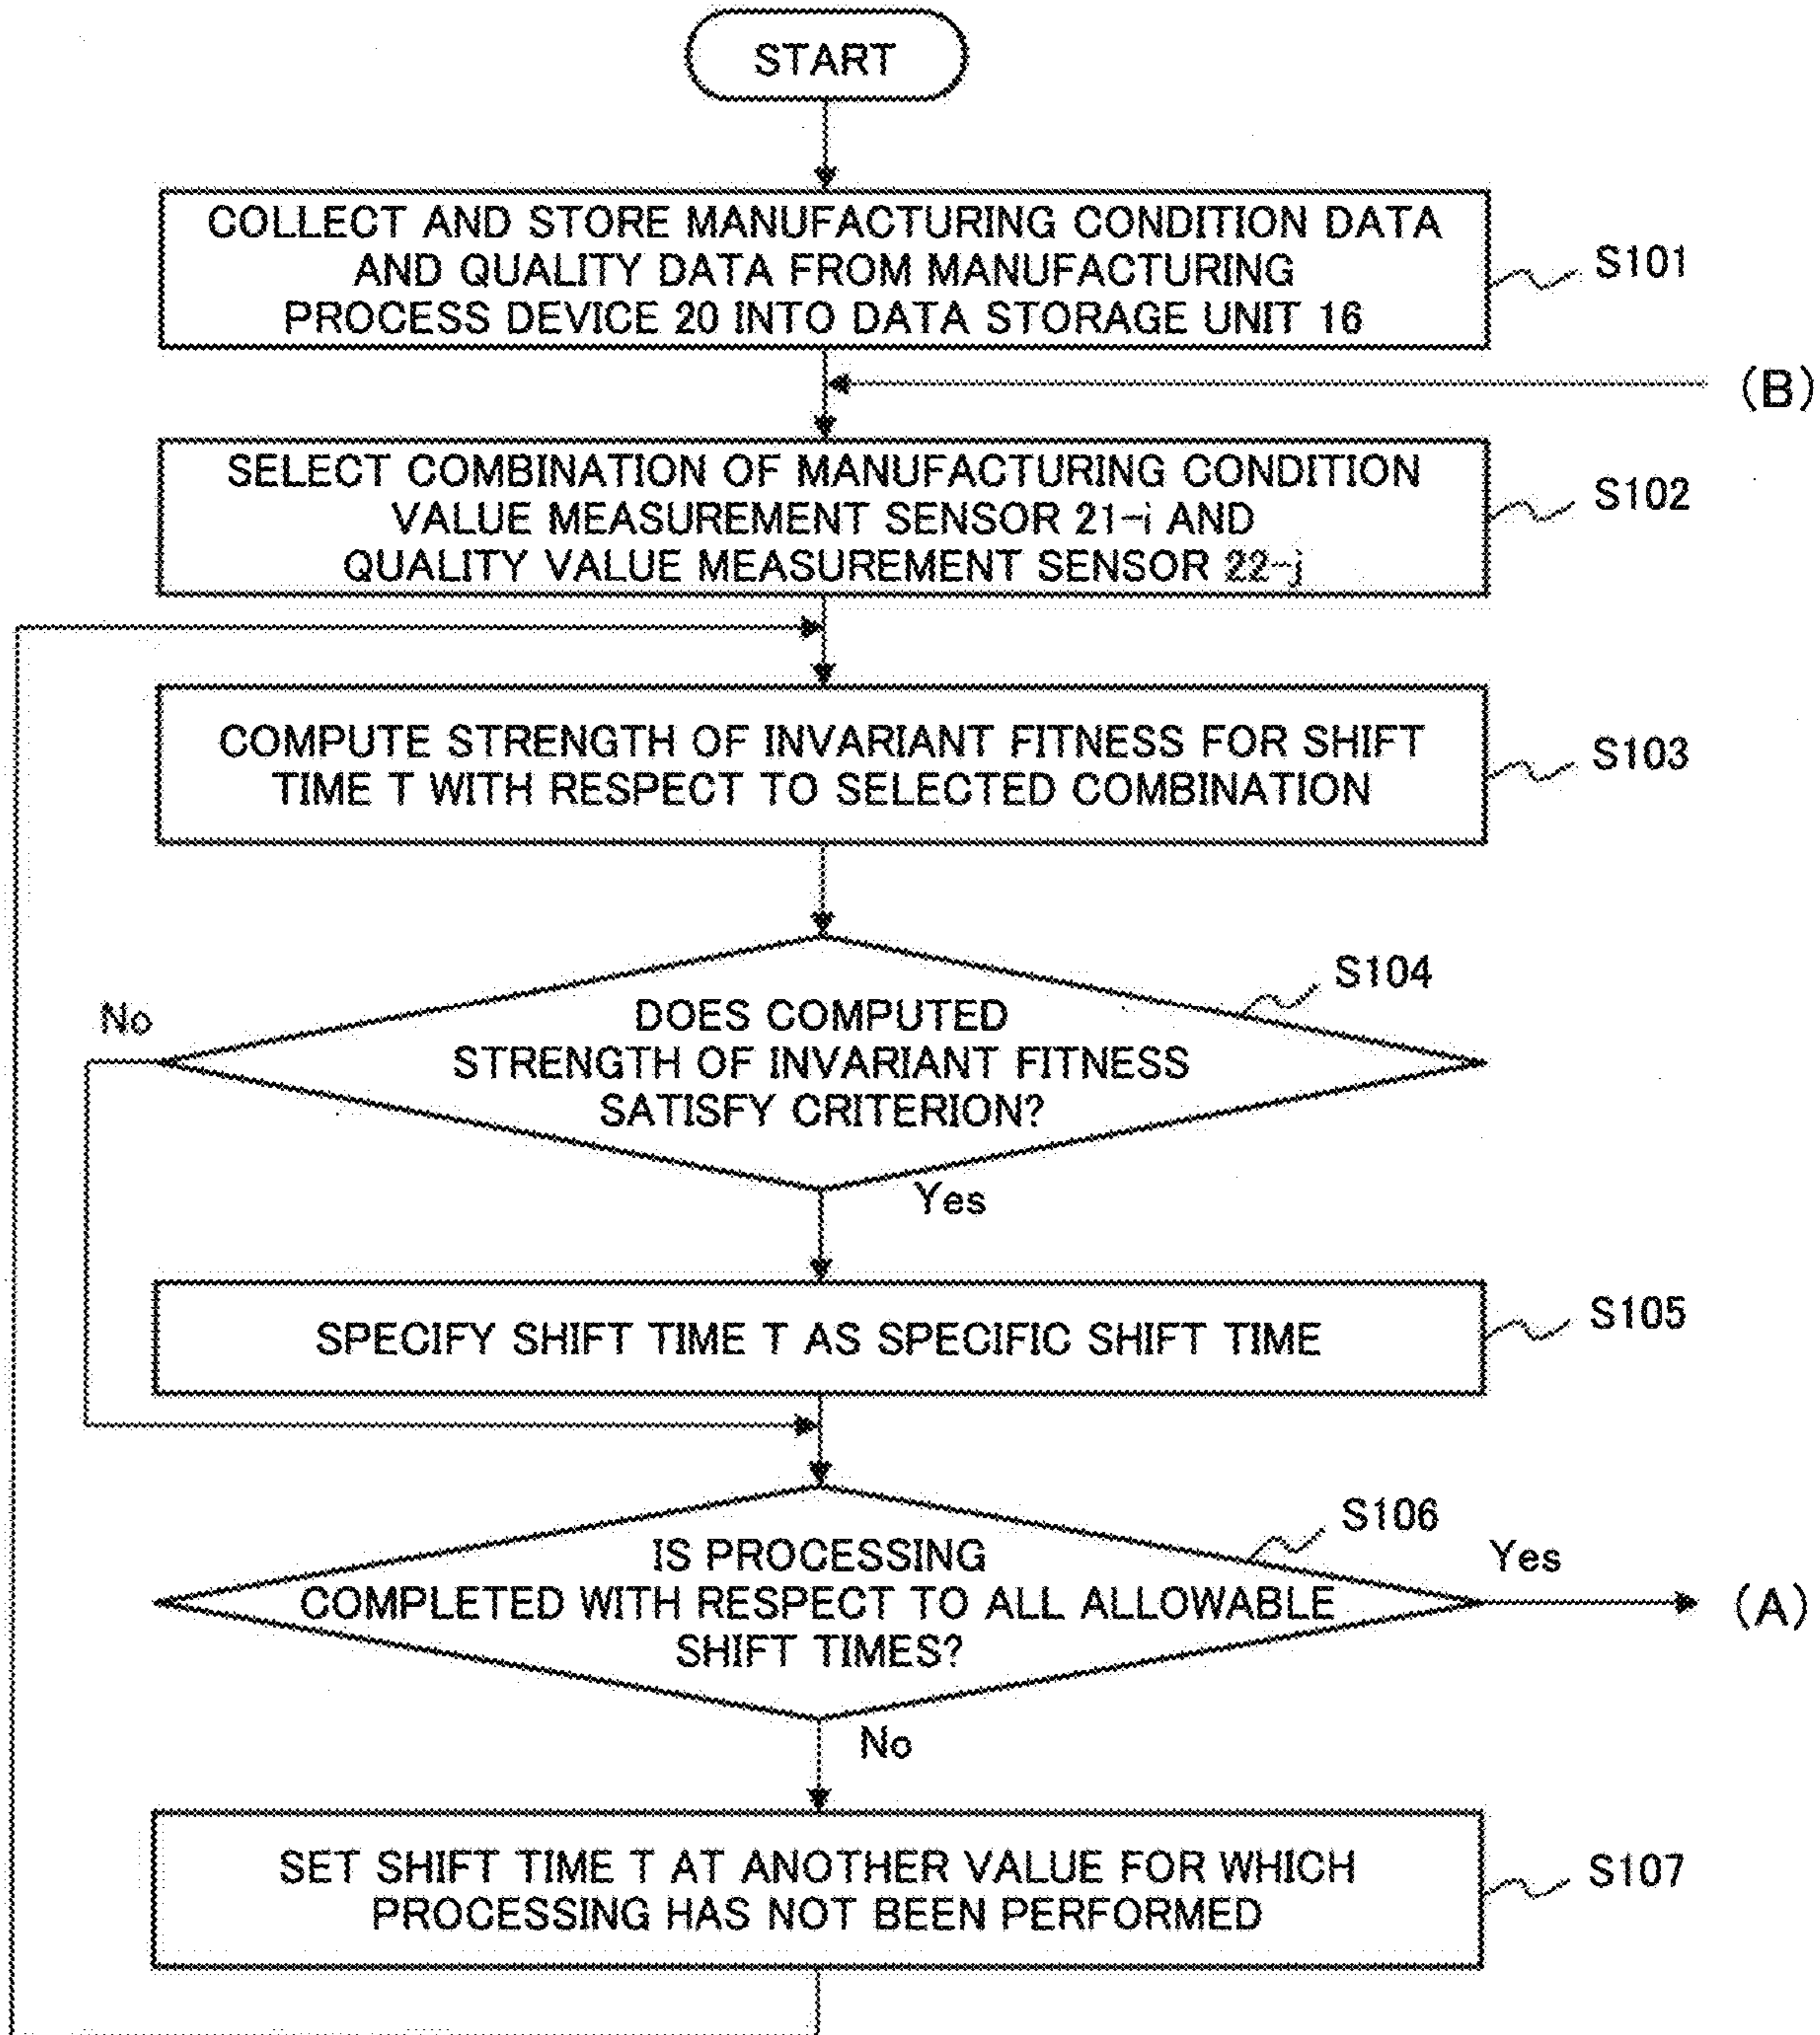 START
COLLECT AND STORE MANUFACTURING CONDITION DATA
AND QUALITY DATA FROM MANUFACTURING
PROCESS DEVICE 20 INTO DATA STORAGE UNIT 16
S101
(B)
SELECT COMBINATION OF MANUFACTURING CONDITION
VALUE MEASUREMENT SENSOR 21-i AND
QUALITY VALUE MEASUREMENT SENSOR 22-j
S102
COMPUTE STRENGTH OF INVARIANT FITNESS FOR SHIFT
TIME T WITH RESPECT TO SELECTED COMBINATION
S103
S104
No
DOES COMPUTED
STRENGTH OF INVARIANT FITNESS
SATISFY CRITERION?
Yes
SPECIFY SHIFT TIME T AS SPECIFIC SHIFT TIME
S105
S106
IS PROCESSING
COMPLETED WITH RESPECT TO ALL ALLOWABLE
SHIFT TIMES?
Yes
(A)
No
SET SHIFT TIME T AT ANOTHER VALUE FOR WHICH
PROCESSING HAS NOT BEEN PERFORMED
S107